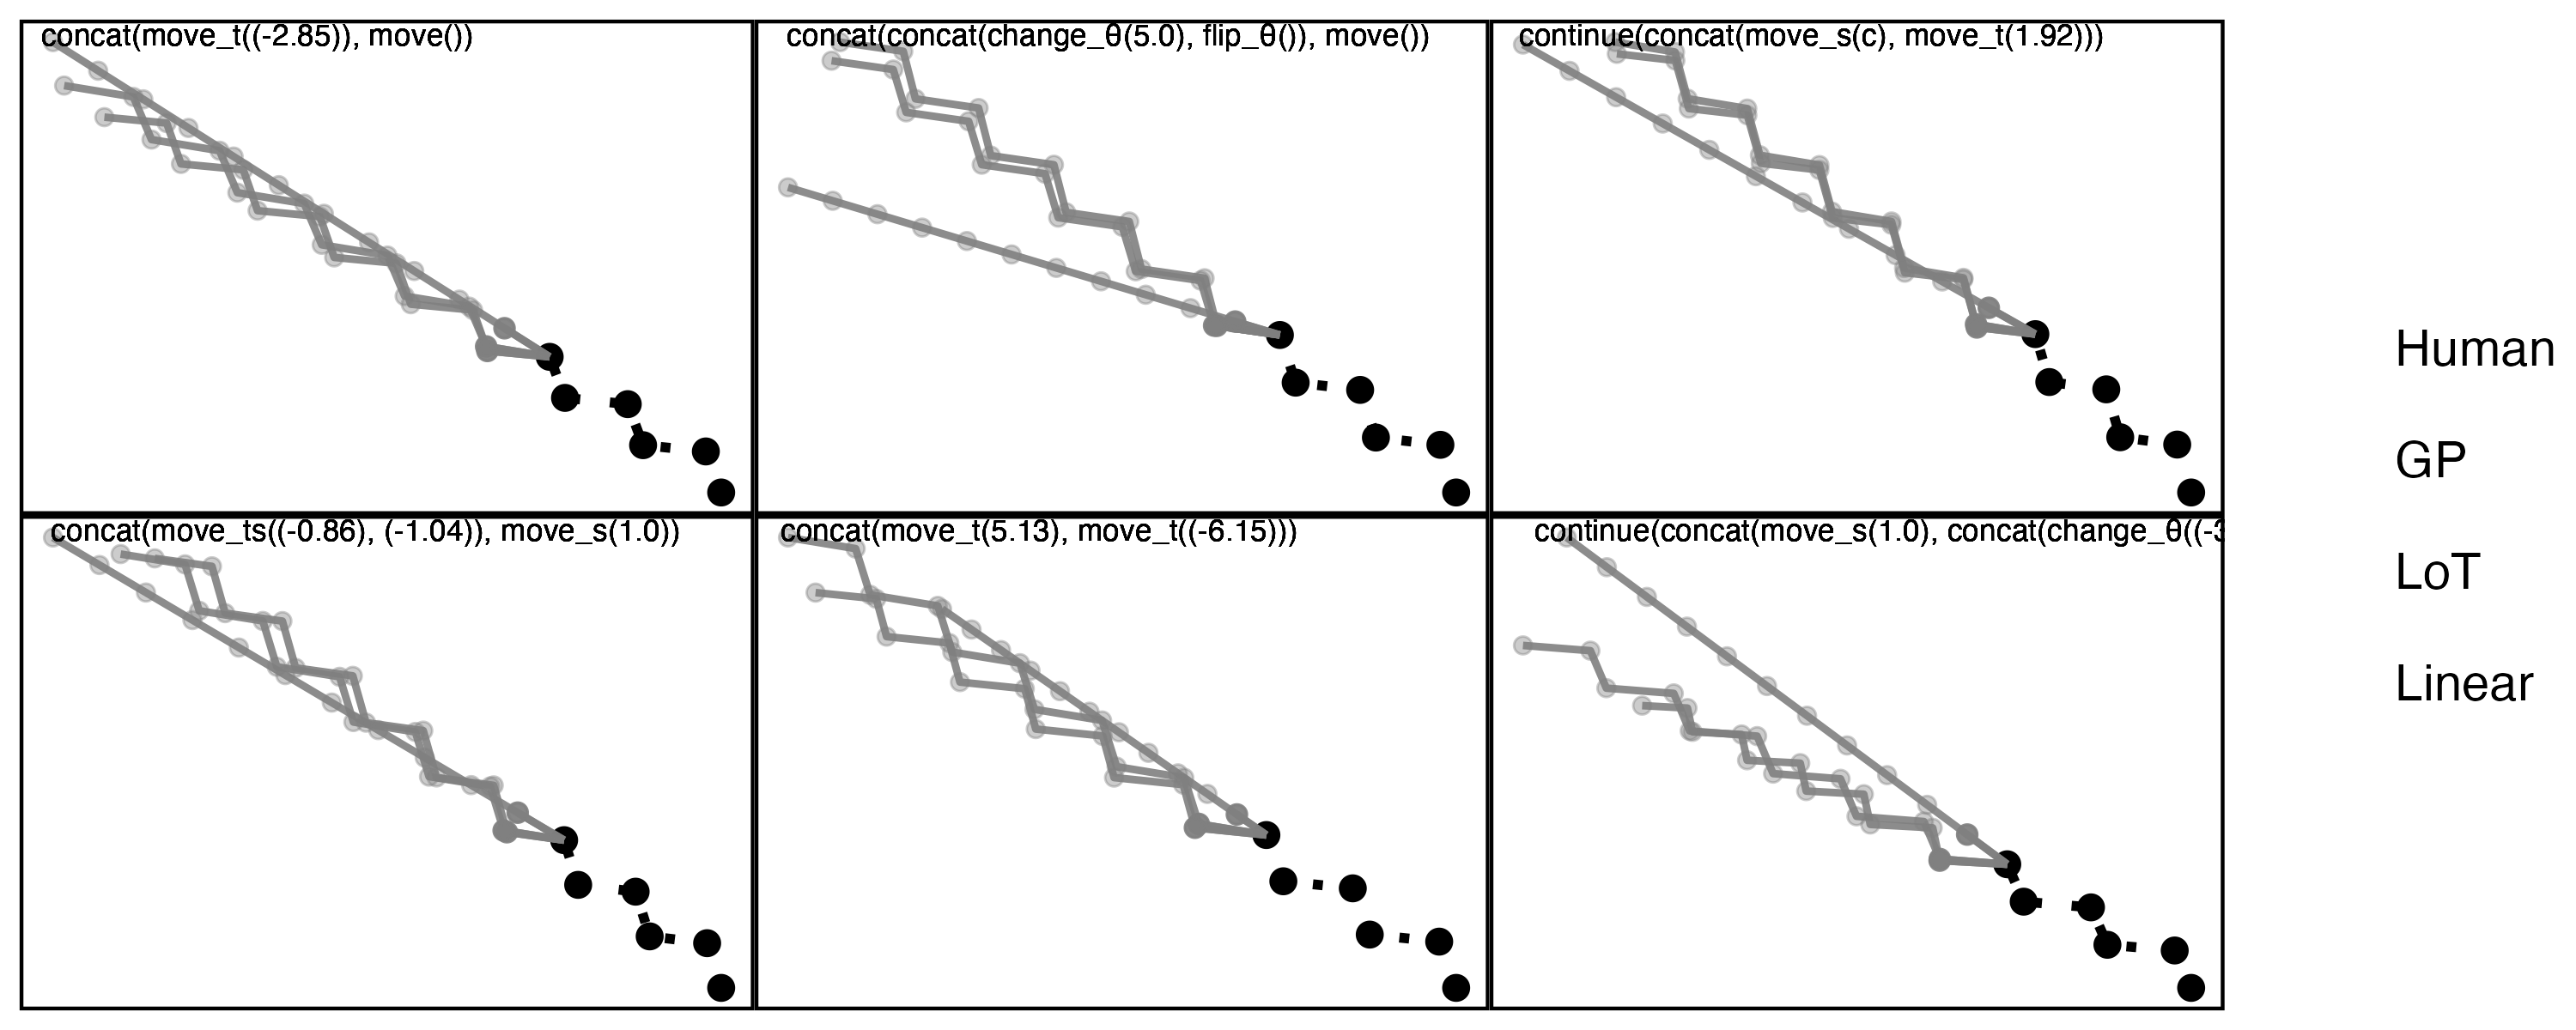 concat(move_t((-2.85)), move())
concat(concat(change_θ(5.0), flip_θ()), move())
continue(concat(move_s(c), move_t(1.92)))
concat(move_ts((-0.86), (-1.04)), move_s(1.0))
concat(move_t(5.13), move_t((-6.15)))
continue(concat(move_s(1.0), concat(change_θ((-3
Human
GP
LoT
Linear